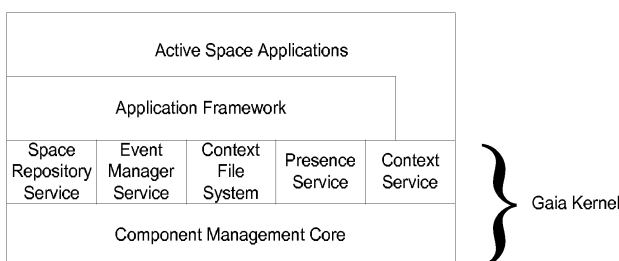 Active Space Applications
Application Framework
Space
Repository
Service
Event
Manager
Service
Context
File
System
Presence
Service
Context
Service
Component Management Core
Gaia Kernel